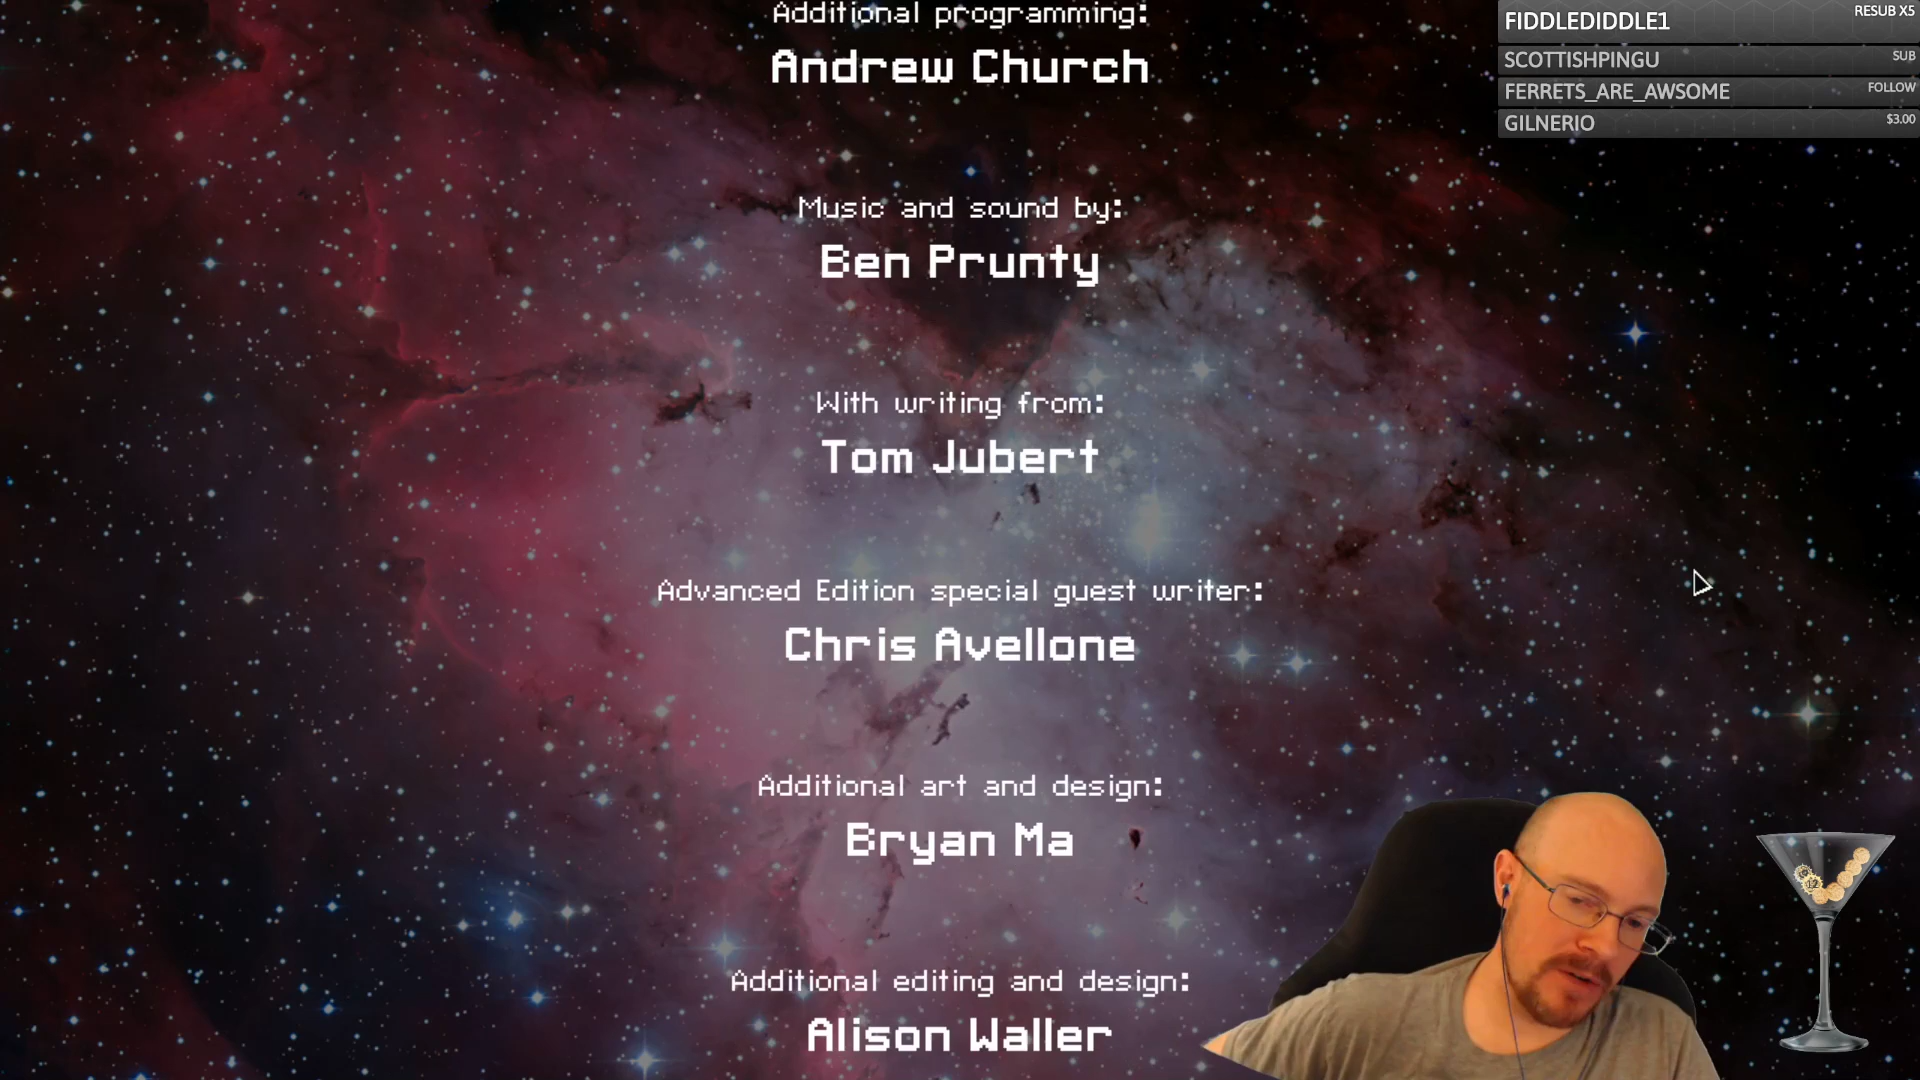 Additional programming:
Andrew Church
Music and sound by:
Ben Prunty
With writing from:
Tom Jubert
Advanced Edition special guest writer:
Chris Avellone
Additional art and design:
Bryan Ma
Additional editing and design:
Alison Waller
FIDDLEDIDDLE1 RESUB X5
SCOTTISHPINGU SUB
FERRETS_ARE_AWSOME FOLLOW
GILNERIO $3.00